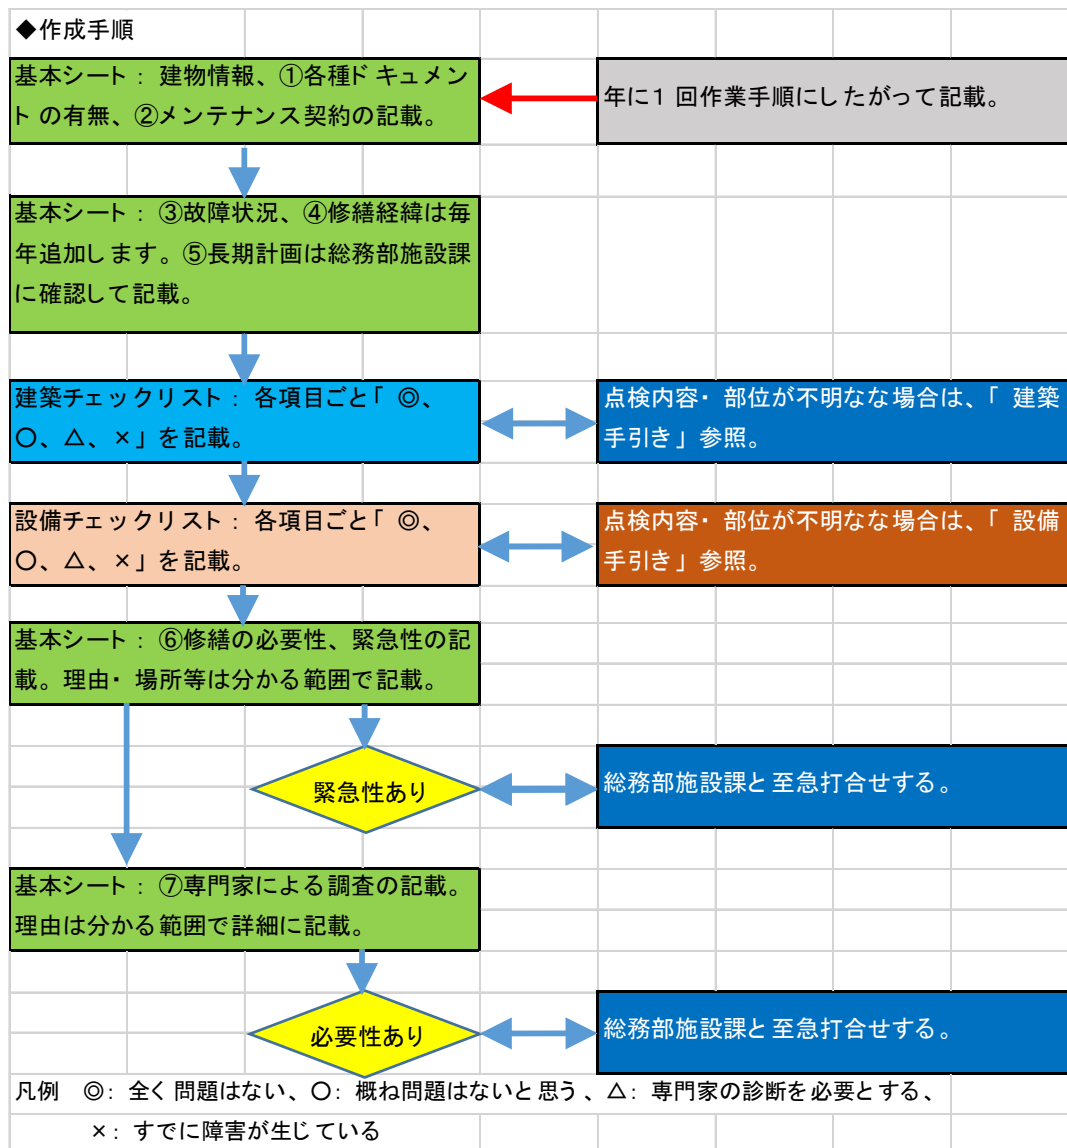 ◆作成手順
基本シート：建物情報、①各種ドキュメン
トの有無、②メンテナンス契約の記載。
年に1回作業手順にしたがって記載。
基本シート：③故障状況、④修繕経緯は毎
年追加します。⑤長期計画は総務部施設課
に確認して記載。
建築チェックリスト：各項目ごと「◎、
〇、△、×」を記載。
点検内容・部位が不明なな場合は、「建築
手引き」参照。
設備チェックリスト：各項目ごと「◎、
〇、△、×」を記載。
点検内容・部位が不明なな場合は、「設備
手引き」参照。
基本シート：⑥修繕の必要性、緊急性の記
載。理由・場所等は分かる範囲で記載。
緊急性あり
総務部施設課と至急打合せする。
基本シート：⑦専門家による調査の記載。
理由は分かる範囲で詳細に記載。
必要性あり
総務部施設課と至急打合せする。
凡例　◎：全く問題はない、〇：概ね問題はないと思う、△：専門家の診断を必要とする、
×：すでに障害が生じている